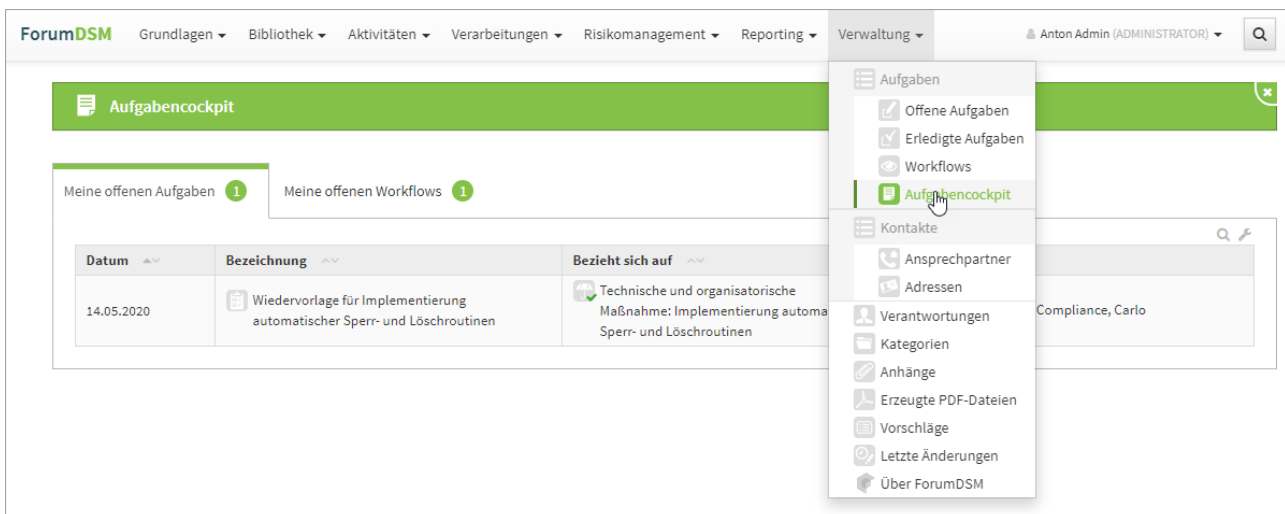 ForumDSM Grundlagen Bibliothek Aktivitäten Verarbeitungen Risikomanagement Reporting Verwaltung Anton Admin (ADMINISTRATOR)
Aufgabencockpit
Aufgaben
Offene Aufgaben
Erledigte Aufgaben
Workflows
Aufgabencockpit
Kontakte
Ansprechpartner
Adressen
Verantwortungen
Kategorien
Anhänge
Erzeugte PDF-Dateien
Vorschläge
Letzte Änderungen
Über ForumDSM
Meine offenen Aufgaben 1 Meine offenen Workflows 1
Datum Bezeichnung Bezieht sich auf
14.05.2020
Wiedervorlage für Implementierung
automatischer Sperr- und Löschroutinen
Technische und organisatorische
Maßnahme: Implementierung automa
Sperr- und Löschroutinen
Compliance, Carlo